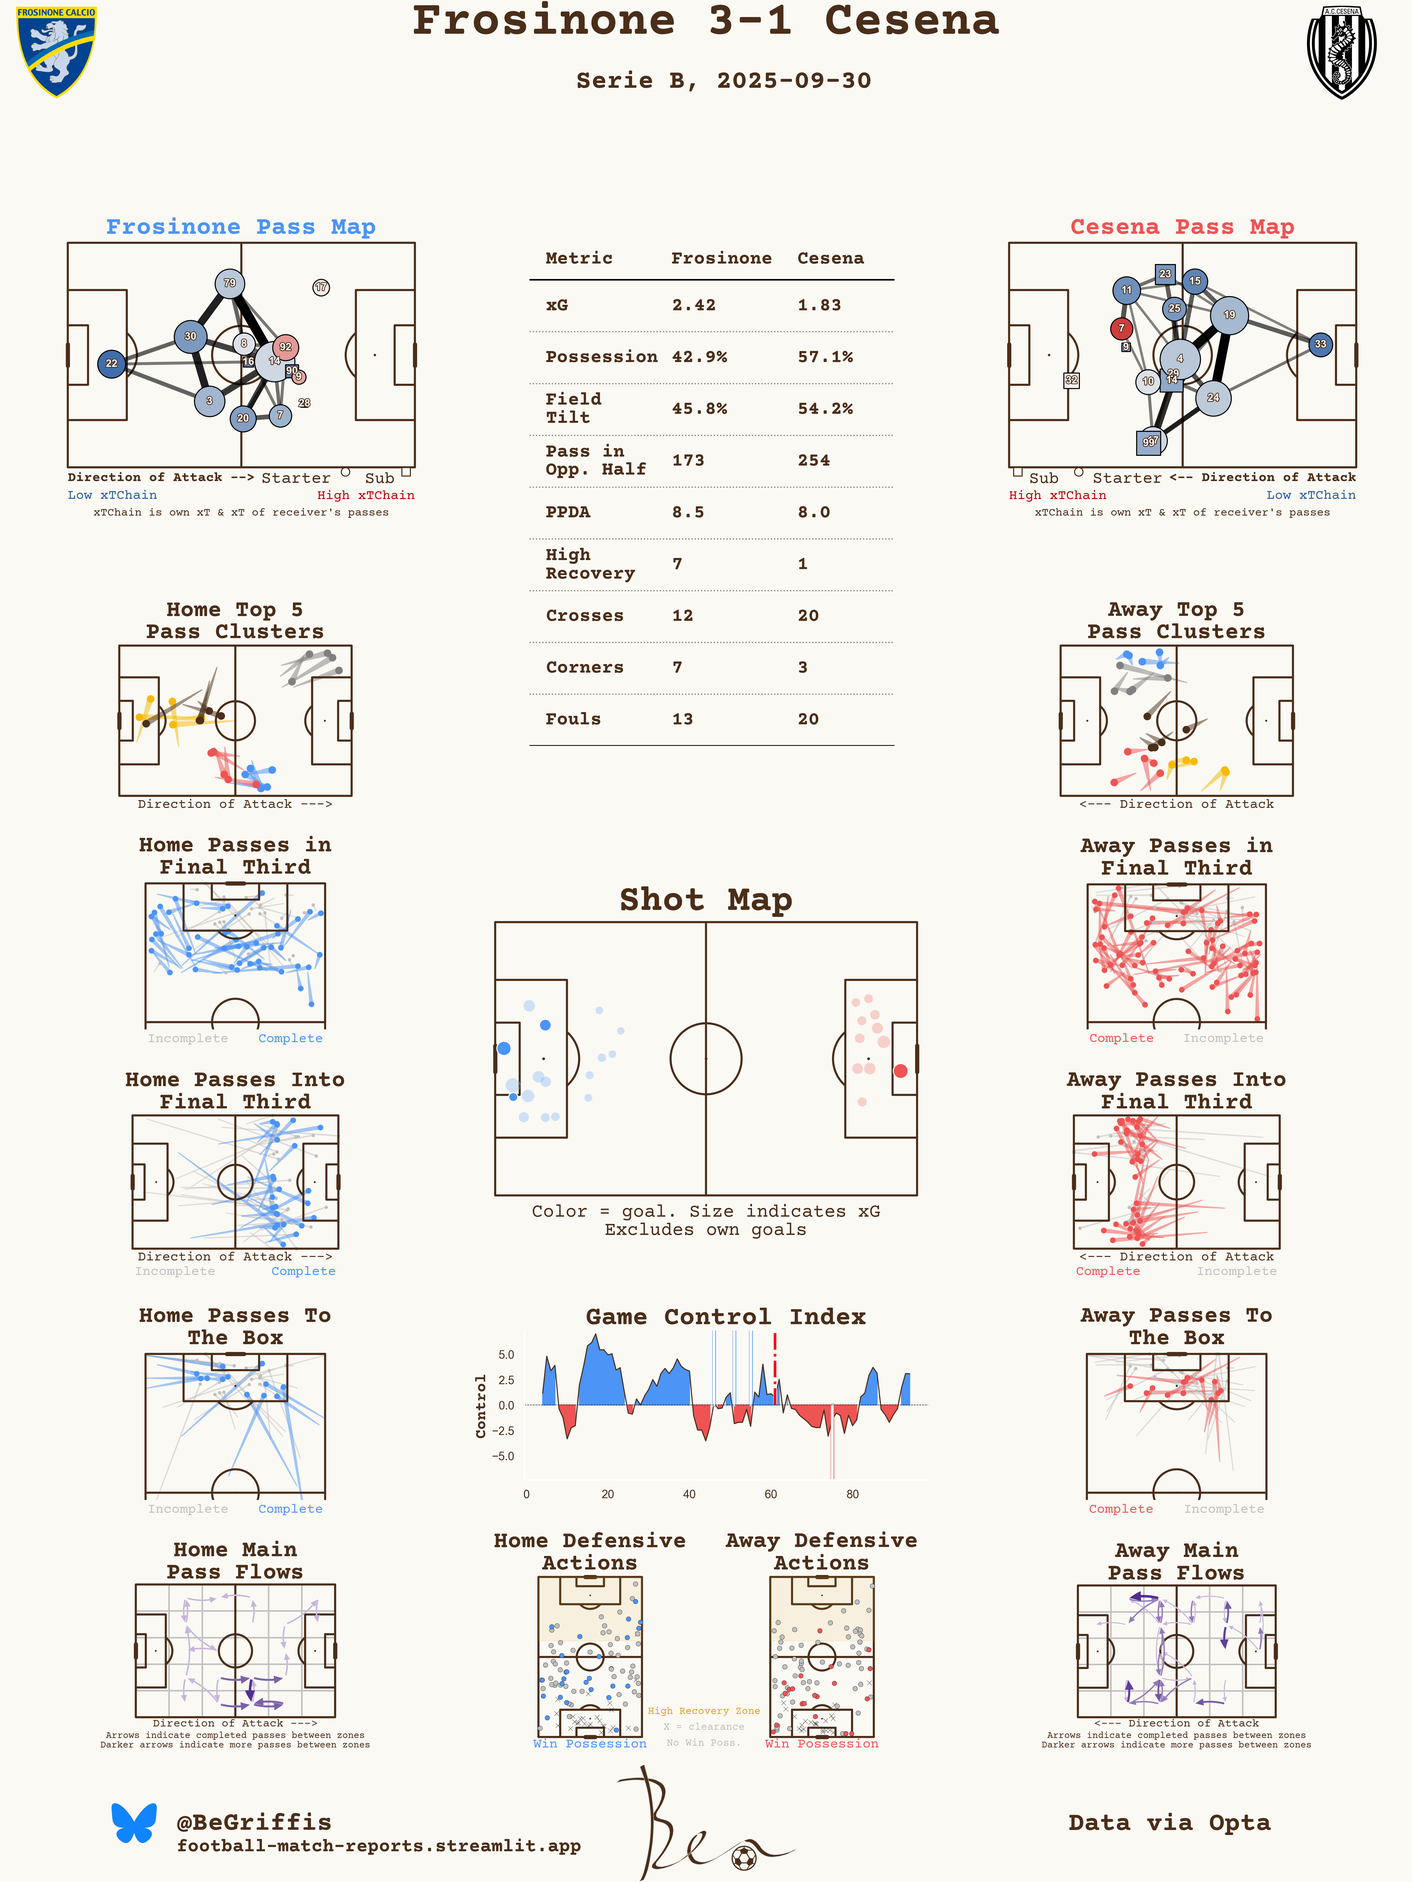 Frosinone 3-1 Cesena
Serie B, 2025-09-30
FROSINONE CALCIO
A.C.CESENA
Frosinone Pass Map
79
17
30
8
92
22
16
14
90
9
3
28
20
7
Direction of Attack --> Starter Sub
Low xTChain High xTChain
xTChain is own xT & xT of receiver's passes
Metric Frosinone Cesena
xG 2.42 1.83
Possession 42.9% 57.1%
Field
Tilt 45.8% 54.2%
Pass in
Opp. Half 173 254
PPDA 8.5 8.0
High
Recovery 7 1
Crosses 12 20
Corners 7 3
Fouls 13 20
Cesena Pass Map
23
15
11
25
19
7
9
33
4
32
10
14
24
99
Sub Starter <-- Direction of Attack
High xTChain Low xTChain
xTChain is own xT & xT of receiver's passes
Home Top 5
Pass Clusters
Direction of Attack --->
Away Top 5
Pass Clusters
<--- Direction of Attack
Home Passes in
Final Third
Incomplete Complete
Away Passes in
Final Third
Complete Incomplete
Shot Map
Color = goal. Size indicates xG
Excludes own goals
Home Passes Into
Final Third
Direction of Attack --->
Incomplete Complete
Away Passes Into
Final Third
<--- Direction of Attack
Complete Incomplete
Home Passes To
The Box
Incomplete Complete
Game Control Index
Control
5.0
2.5
0.0
−2.5
−5.0
0 20 40 60 80
Away Passes To
The Box
Complete Incomplete
Home Main
Pass Flows
Direction of Attack --->
Arrows indicate completed passes between zones
Darker arrows indicate more passes between zones
Home Defensive
Actions
Win Possession
Away Defensive
Actions
Win Possession
High Recovery Zone
X = clearance
No Win Poss.
Away Main
Pass Flows
<--- Direction of Attack
Arrows indicate completed passes between zones
Darker arrows indicate more passes between zones
@BeGriffis
football-match-reports.streamlit.app
Ben
Data via Opta